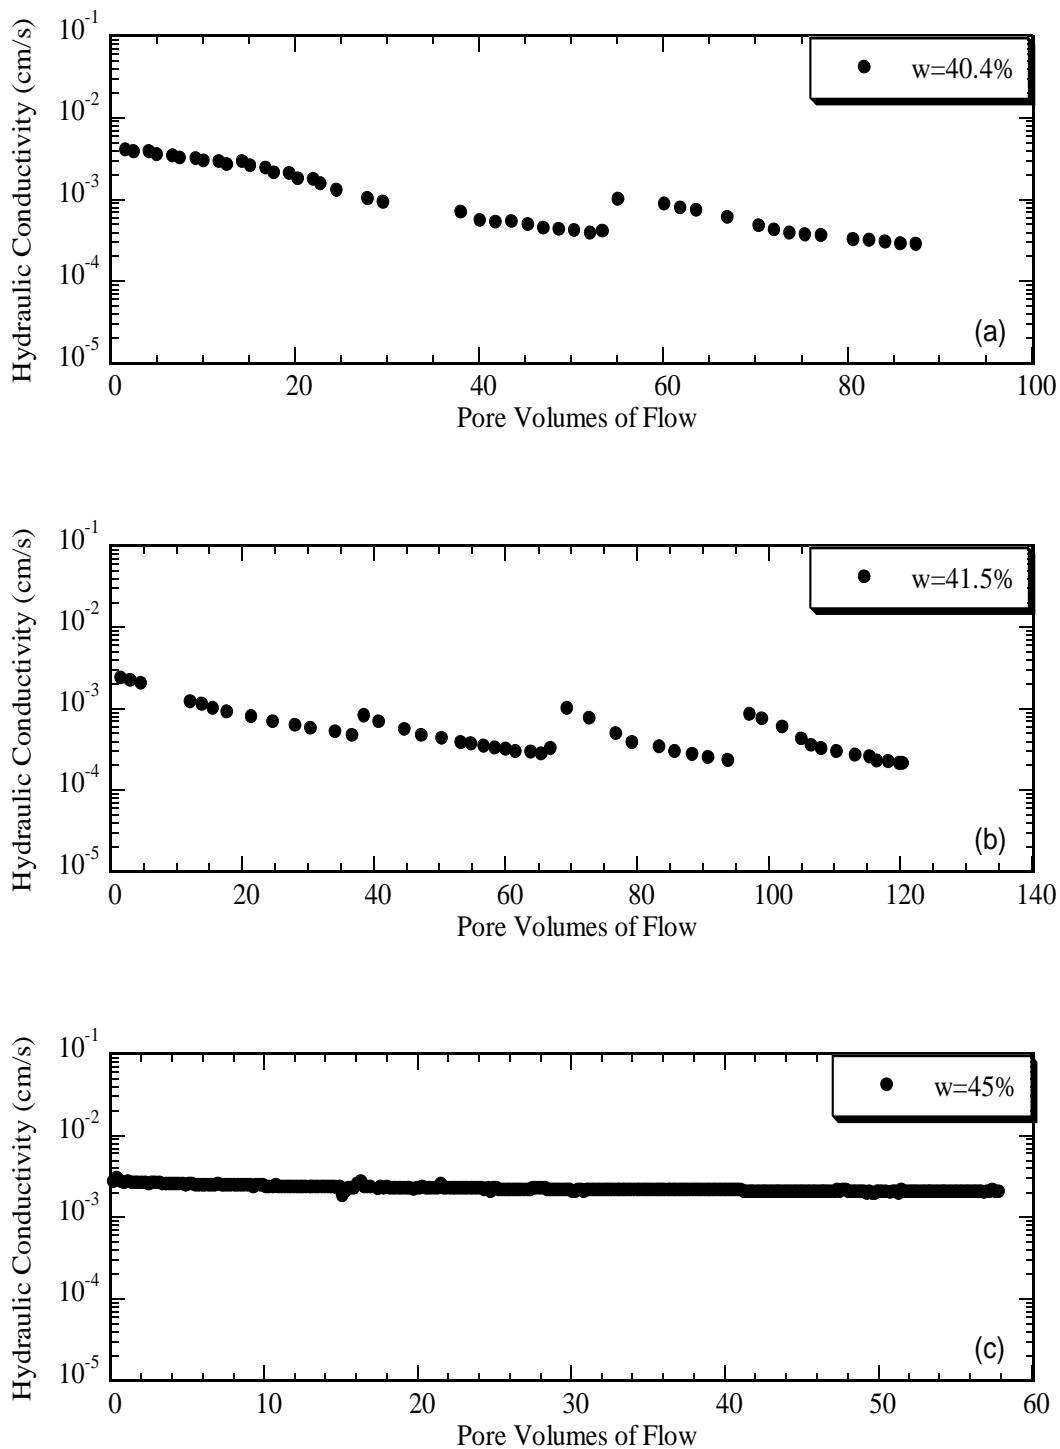 Hydraulic Conductivity (cm/s)
10-1
10-2
10-3
10-4
10-5
w=40.4%
(a)
0 20 40 60 80 100
Pore Volumes of Flow
Hydraulic Conductivity (cm/s)
10-1
10-2
10-3
10-4
10-5
w=41.5%
(b)
0 20 40 60 80 100 120 140
Pore Volumes of Flow
Hydraulic Conductivity (cm/s)
10-1
10-2
10-3
10-4
10-5
w=45%
(c)
0 10 20 30 40 50 60
Pore Volumes of Flow